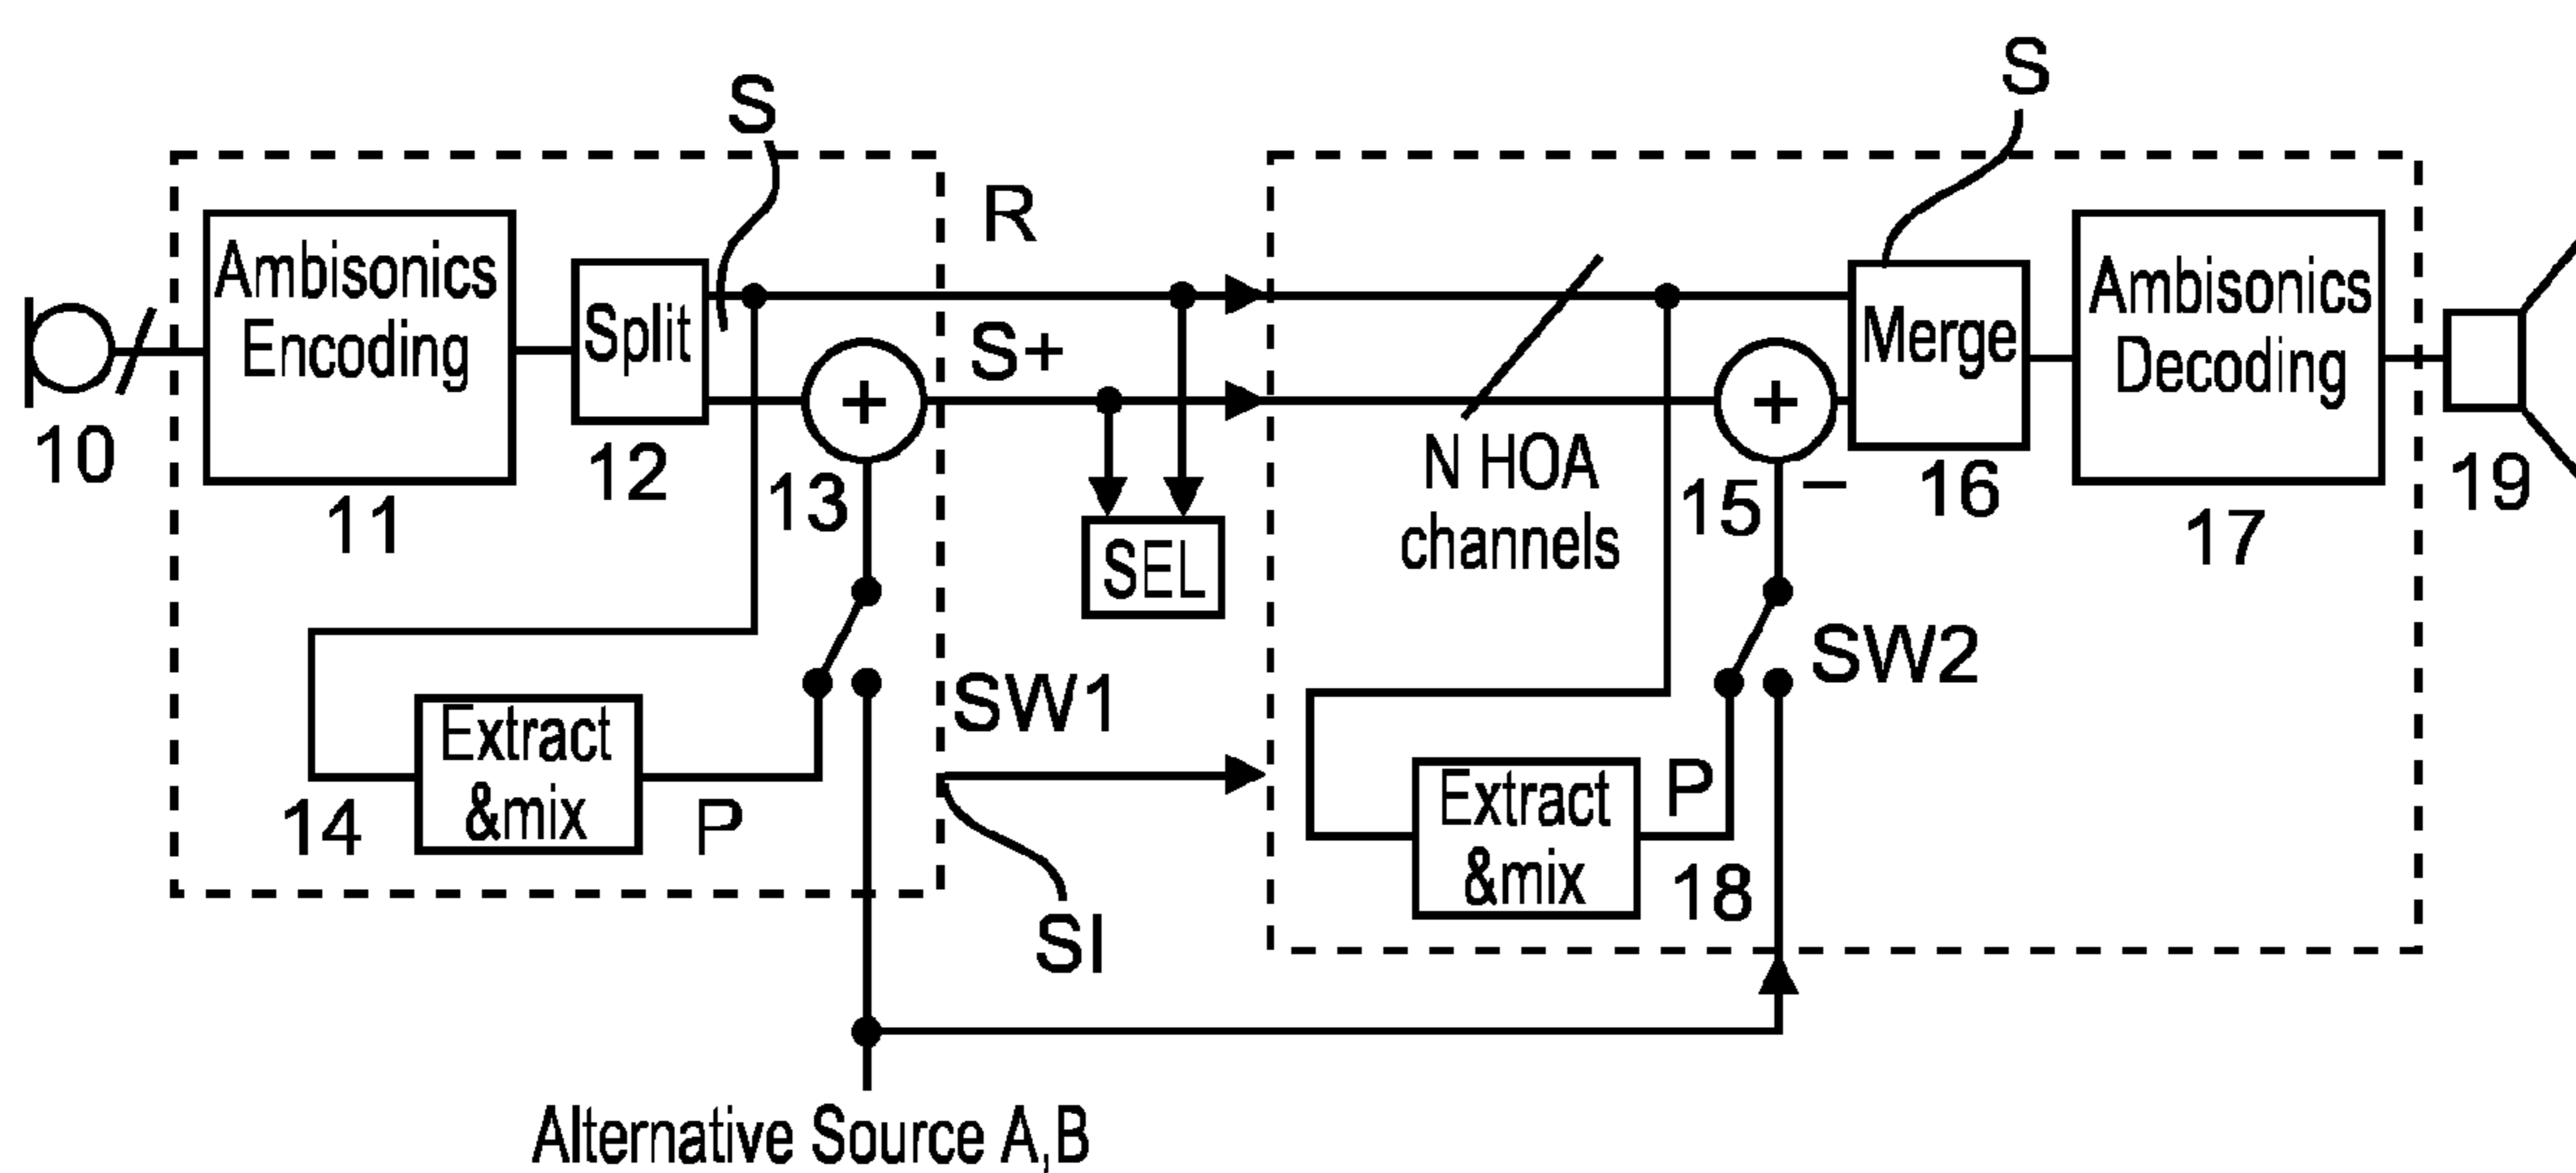 S
S
R
Ambisonics
Encoding
Split
S+
Merge
Ambisonics
Decoding
+
+
10
12
13
N HOA
channels
15
−
16
19
11
SEL
17
SW2
SW1
Extract
&mix
14
P
Extract
&mix
P
18
SI
Alternative Source A,B